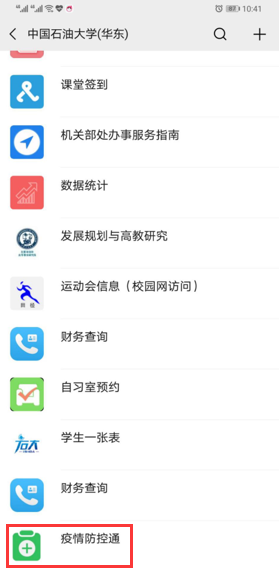 10:41
中国石油大学(华东)
课堂签到
机关部处办事服务指南
数据统计
发展规划与高教研究
运动会信息（校园网访问）
财务查询
自习室预约
学生一张表
财务查询
疫情防控通